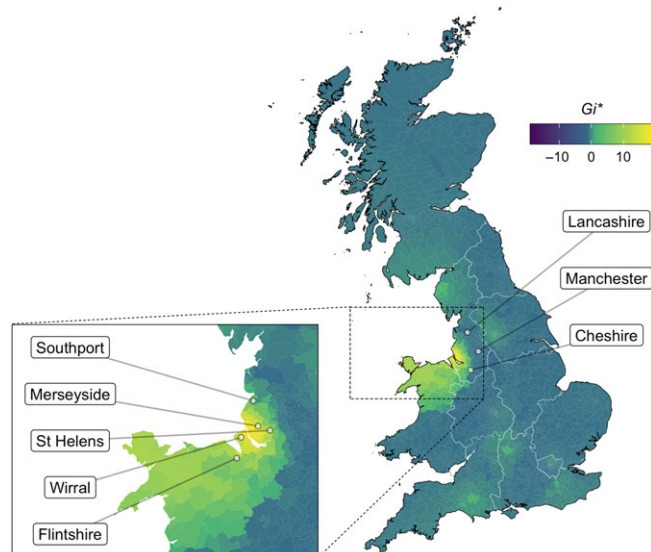 Gi*
-10 0 10
Lancashire
Manchester
Cheshire
Southport
Merseyside
St Helens
Wirral
Flintshire